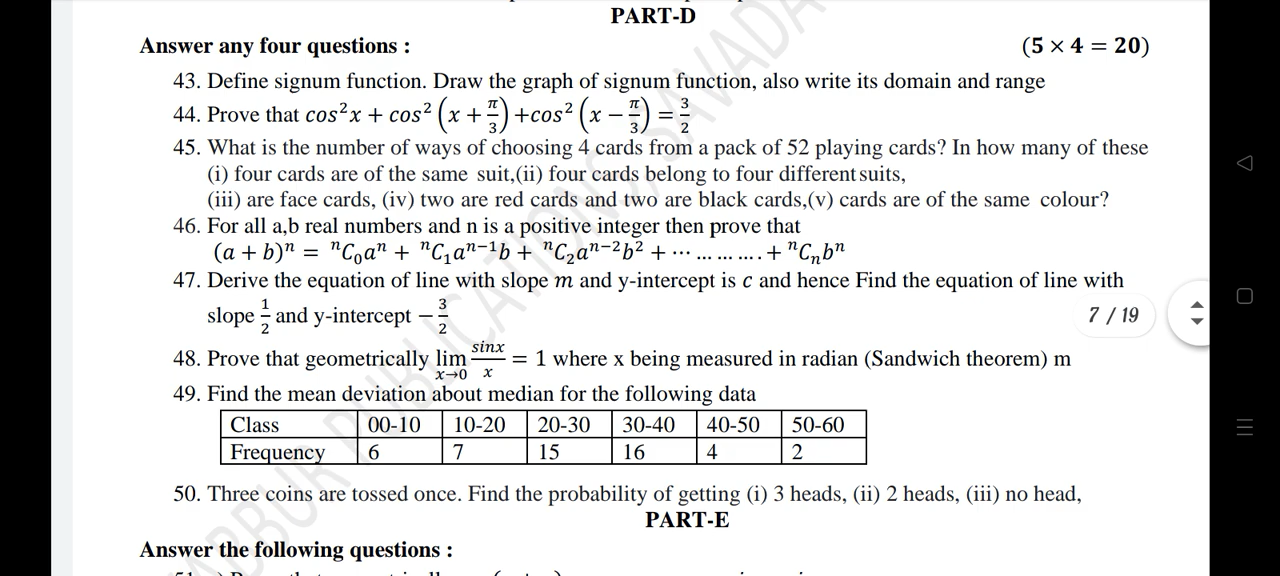 PART-D
Answer any four questions : (5 × 4 = 20)
43. Define signum function. Draw the graph of signum function, also write its domain and range
44. Prove that cos²x + cos²(x + π/3)+cos²(x − π/3) = 3/2
45. What is the number of ways of choosing 4 cards from a pack of 52 playing cards? In how many of these
(i) four cards are of the same suit,(ii) four cards belong to four different suits,
(iii) are face cards, (iv) two are red cards and two are black cards,(v) cards are of the same colour?
46. For all a,b real numbers and n is a positive integer then prove that
(a + b)ⁿ = ⁿC₀aⁿ + ⁿC₁aⁿ⁻¹b + ⁿC₂aⁿ⁻²b² + ⋯ … … … . + ⁿCₙbⁿ
47. Derive the equation of line with slope m and y-intercept is c and hence Find the equation of line with
slope 1/2 and y-intercept − 3/2
7 / 19
48. Prove that geometrically lim x→0 sinx/x = 1 where x being measured in radian (Sandwich theorem) m
49. Find the mean deviation about median for the following data
Class 00-10 10-20 20-30 30-40 40-50 50-60
Frequency 6 7 15 16 4 2
50. Three coins are tossed once. Find the probability of getting (i) 3 heads, (ii) 2 heads, (iii) no head,
PART-E
Answer the following questions :